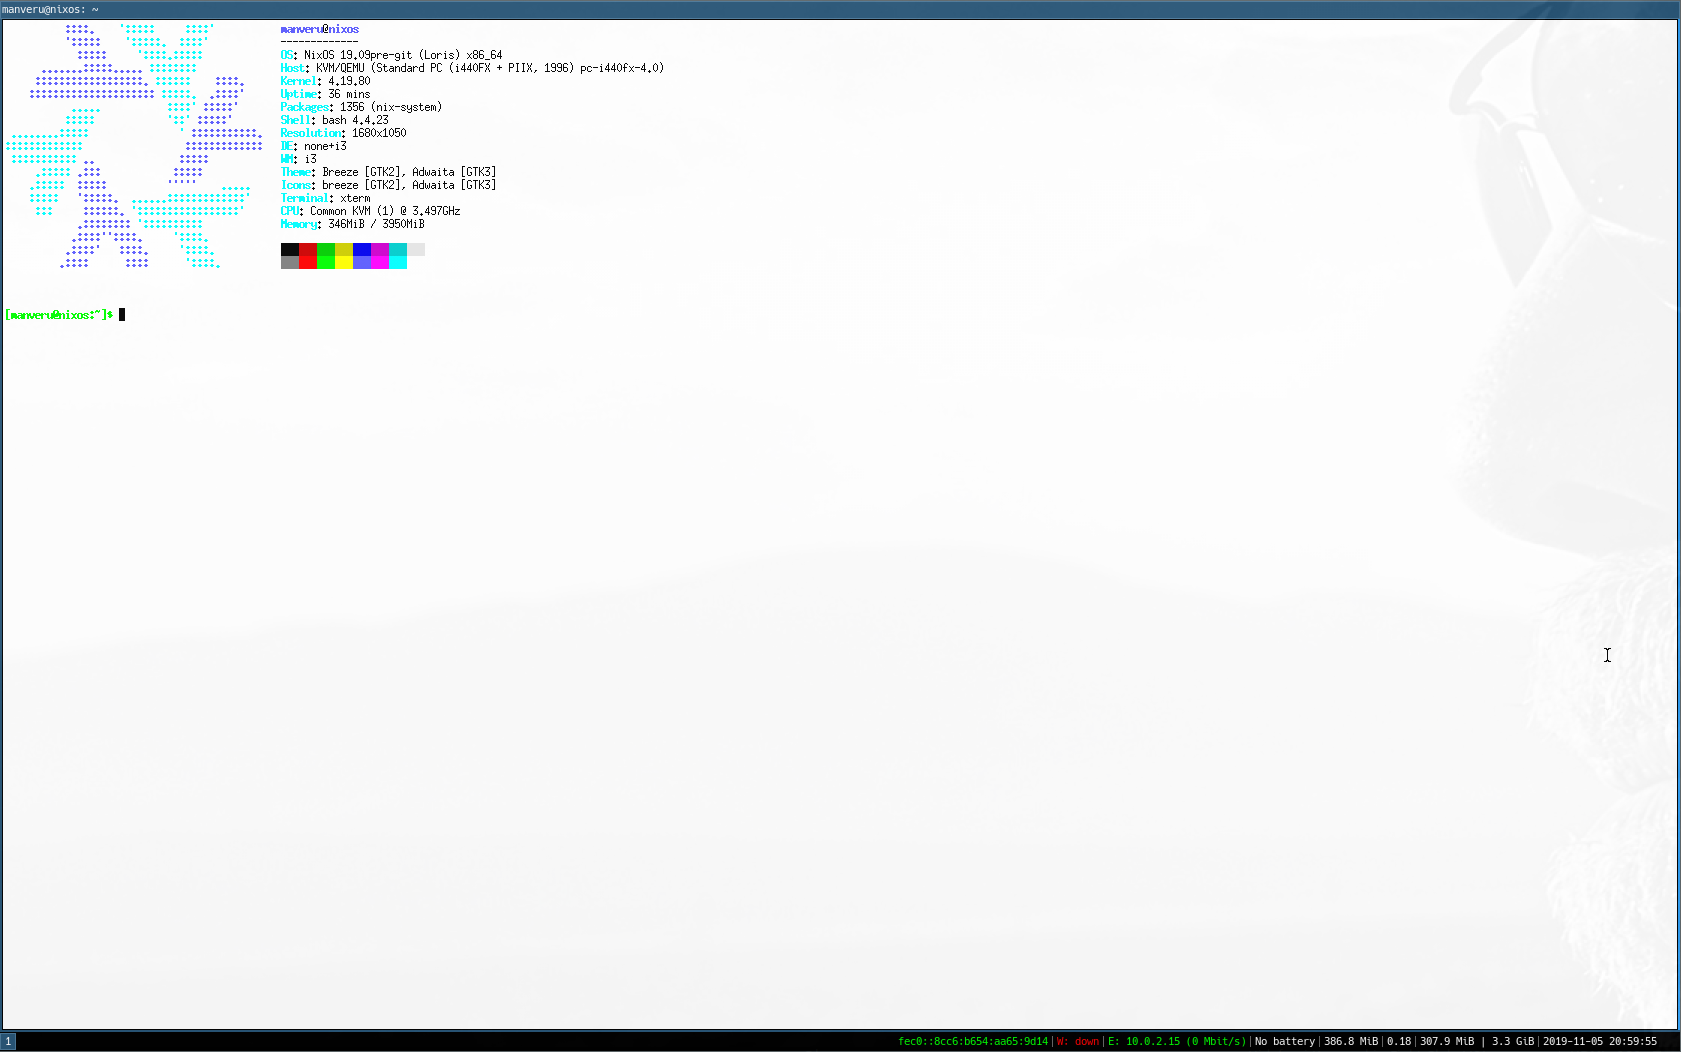 manveru@nixos: ~
manveru@nixos
-------------
OS: NixOS 19.09pre-git (Loris) x86_64
Host: KVM/QEMU (Standard PC (i440FX + PIIX, 1996) pc-i440fx-4.0)
Kernel: 4.19.80
Uptime: 36 mins
Packages: 1356 (nix-system)
Shell: bash 4.4.23
Resolution: 1680x1050
DE: none+i3
WM: i3
Theme: Breeze [GTK2], Adwaita [GTK3]
Icons: breeze [GTK2], Adwaita [GTK3]
Terminal: xterm
CPU: Common KVM (1) @ 3.497GHz
Memory: 346MiB / 3950MiB
[manveru@nixos:~]$
1
fec0::8cc6:b654:aa65:9d14|W: down|E: 10.0.2.15 (0 Mbit/s)|No battery|386.8 MiB|0.18|307.9 MiB | 3.3 GiB|2019-11-05 20:59:55